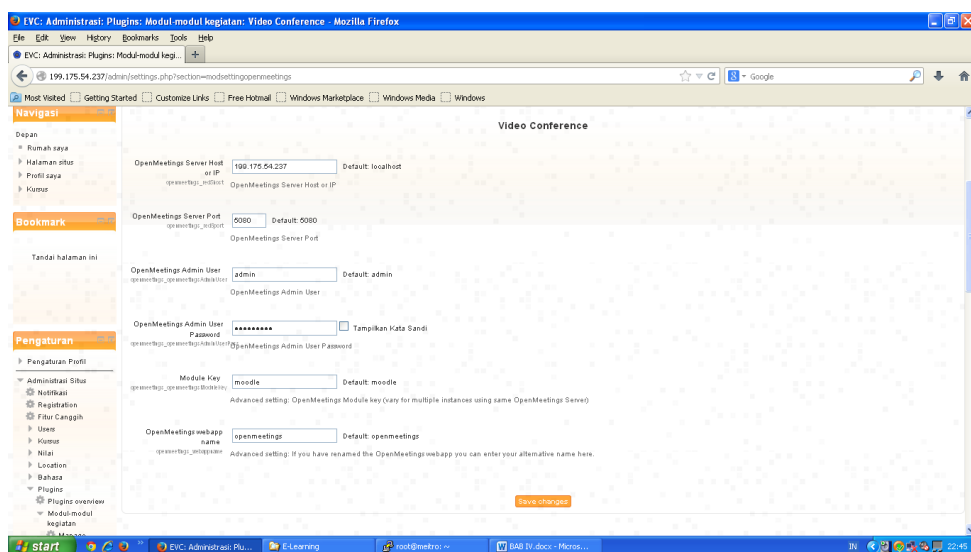 EVC: Administrasi: Plugins: Modul-modul kegiatan: Video Conference - Mozilla Firefox
File Edit View History Bookmarks Tools Help
EVC: Administrasi: Plugins: Modul-modul kegi... +
199.175.54.237/admin/settings.php?section=modsettingopenmeetings
Google
Most Visited Getting Started Customize Links Free Hotmail Windows Marketplace Windows Media Windows
Navigasi
Depan
Rumah saya
Halaman situs
Profil saya
Kursus
Bookmark
Tandai halaman ini
Pengaturan
Pengaturan Profil
Administrasi Situs
Notifikasi
Registration
Fitur Canggih
Users
Kursus
Nilai
Location
Bahasa
Plugins
Plugins overview
Modul-modul
kegiatan
Manage
Video Conference
OpenMeetings Server Host
or IP
openmeetings_red5host
199.175.54.237 Default: localhost
OpenMeetings Server Host or IP
OpenMeetings Server Port
openmeetings_red5port
5080 Default: 5080
OpenMeetings Server Port
OpenMeetings Admin User
openmeetings_openmeetingsAdminUser
admin Default: admin
OpenMeetings Admin User
OpenMeetings Admin User
Password
Tampilkan Kata Sandi
OpenMeetings Admin User Password
Module Key
openmeetings_openmeetingsModuleKey
moodle Default: moodle
Advanced setting: OpenMeetings Module key (vary for multiple instances using same OpenMeetings Server)
OpenMeetings webapp
name
openmeetings_webappname
openmeetings Default: openmeetings
Advanced setting: If you have renamed the OpenMeetings webapp you can enter your alternative name here.
Save changes
start EVC: Administrasi: Plu... E-Learning root@meitro: ~ BAB IV.docx - Micros... IN 22:45